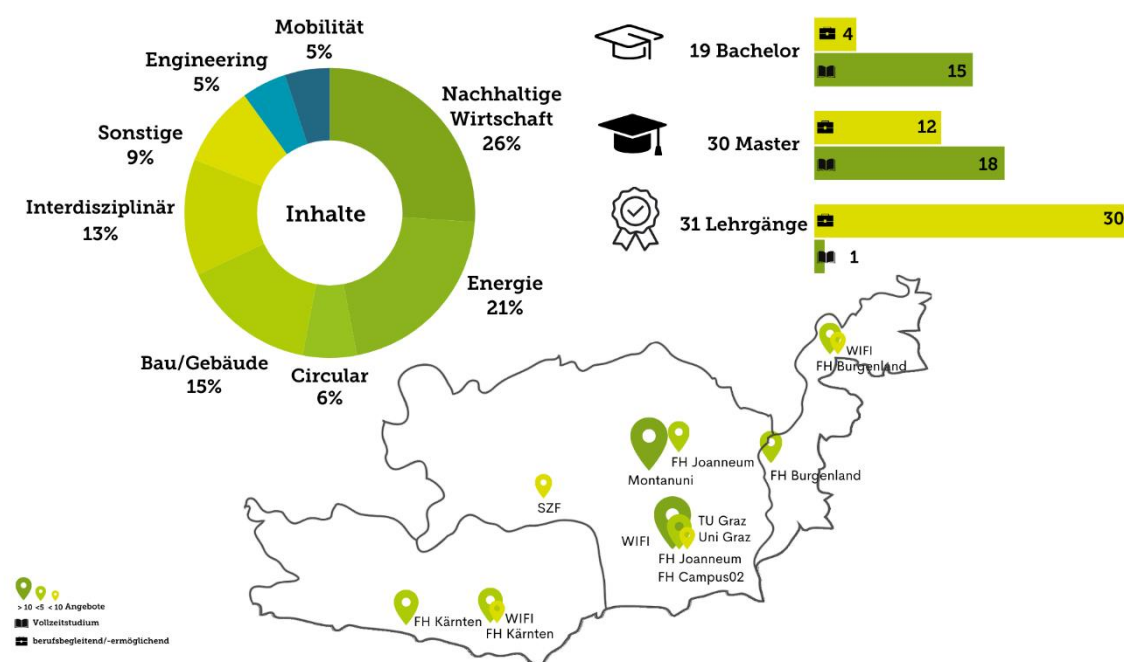 Mobilität
5%
Engineering
5%
Nachhaltige
Wirtschaft
26%
Sonstige
9%
Interdisziplinär
13%
Inhalte
Energie
21%
Bau/Gebäude
15%
Circular
6%
19 Bachelor
4
15
30 Master
12
18
31 Lehrgänge
30
1
WIFI
FH Burgenland
FH Joanneum
Montanuni
FH Burgenland
SZF
TU Graz
Uni Graz
WIFI
FH Joanneum
FH Campus02
FH Kärnten
WIFI
FH Kärnten
> 10 <5 < 10 Angebote
Vollzeitstudium
berufsbegleitend/-ermöglichend